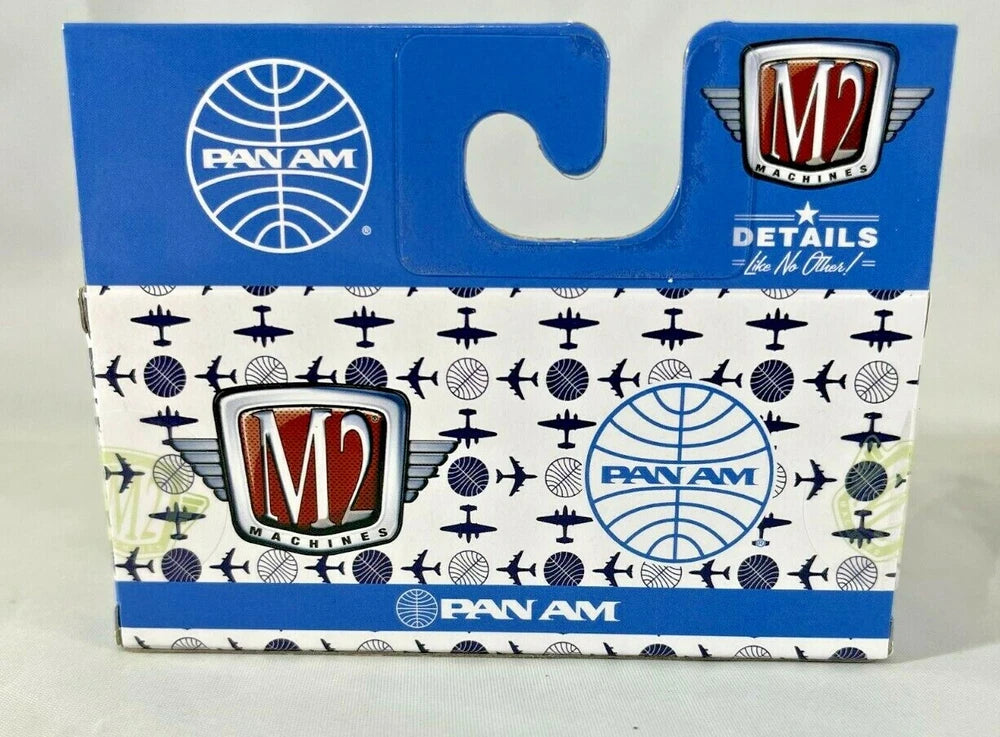 PAN AM
®
M2
MACHINES
DETAILS
Like No Other!
M2
MACHINES
PAN AM
®
PAN AM